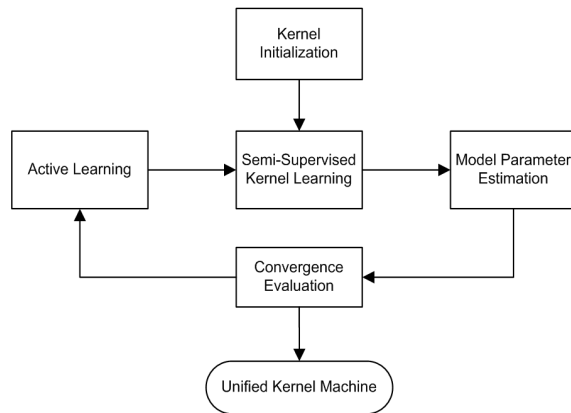 Kernel
Initialization
Active Learning
Semi-Supervised
Kernel Learning
Model Parameter
Estimation
Convergence
Evaluation
Unified Kernel Machine